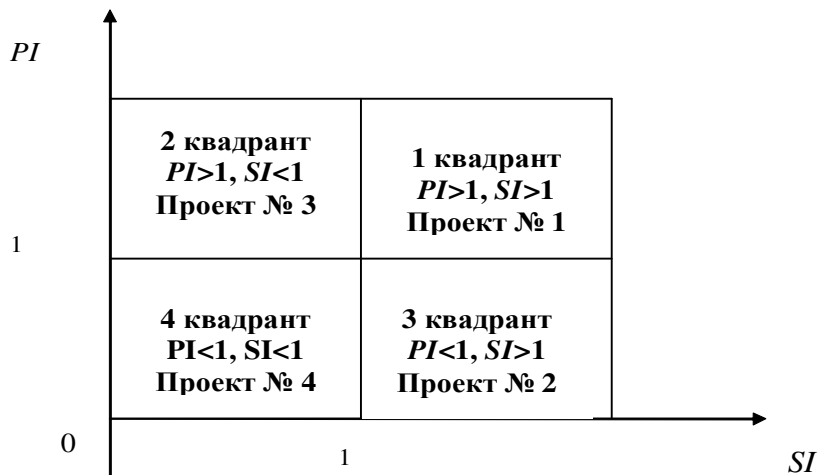 PI
2 квадрант
PI>1, SI<1
Проект № 3
1 квадрант
PI>1, SI>1
Проект № 1
1
4 квадрант
PI<1, SI<1
Проект № 4
3 квадрант
PI<1, SI>1
Проект № 2
0
1
SI